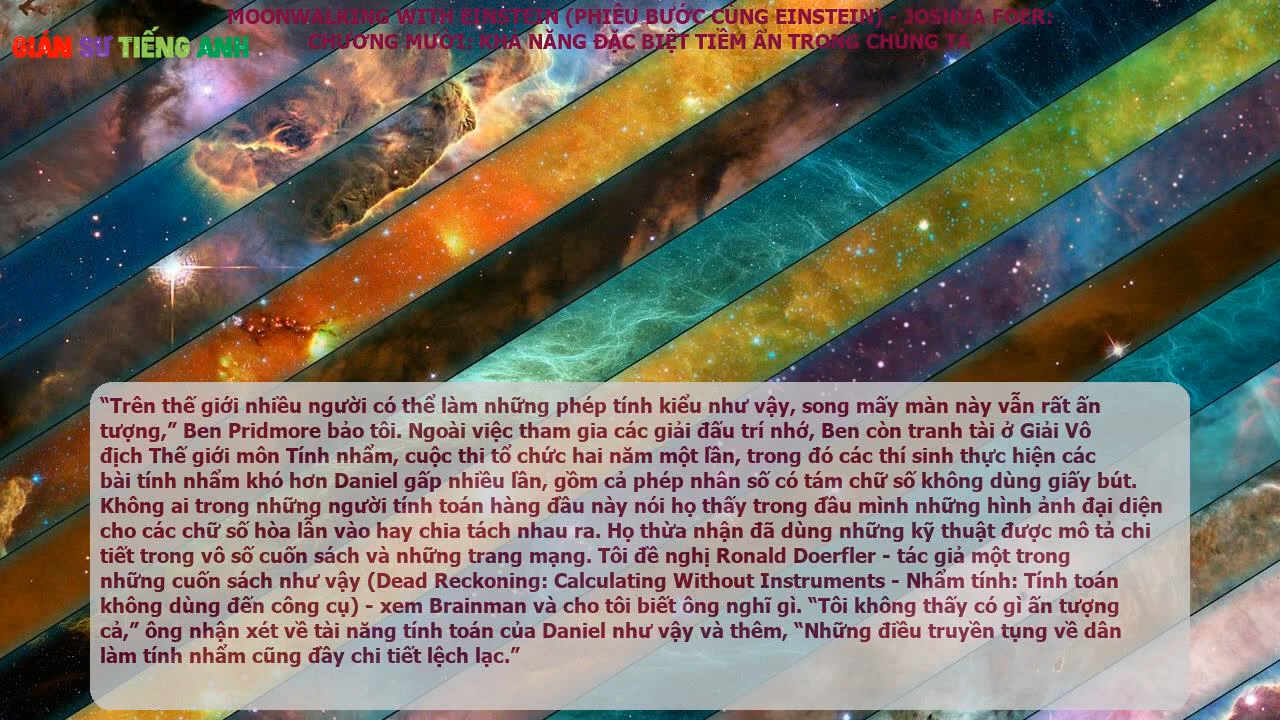 MOONWALKING WITH EINSTEIN (PHIÊU BƯỚC CÙNG EINSTEIN) - JOSHUA FOER:
CHƯƠNG MƯỜI: KHẢ NĂNG ĐẶC BIỆT TIỀM ẨN TRONG CHÚNG TA
GIÁN SƯ TIẾNG ANH
“Trên thế giới nhiều người có thể làm những phép tính kiểu như vậy, song mấy màn này vẫn rất ấn
tượng,” Ben Pridmore bảo tôi. Ngoài việc tham gia các giải đấu trí nhớ, Ben còn tranh tài ở Giải Vô
địch Thế giới môn Tính nhẩm, cuộc thi tổ chức hai năm một lần, trong đó các thí sinh thực hiện các
bài tính nhẩm khó hơn Daniel gấp nhiều lần, gồm cả phép nhân số có tám chữ số không dùng giấy bút.
Không ai trong những người tính toán hàng đầu này nói họ thấy trong đầu mình những hình ảnh đại diện
cho các chữ số hòa lẫn vào hay chia tách nhau ra. Họ thừa nhận đã dùng những kỹ thuật được mô tả chi
tiết trong vô số cuốn sách và những trang mạng. Tôi đề nghị Ronald Doerfler - tác giả một trong
những cuốn sách như vậy (Dead Reckoning: Calculating Without Instruments - Nhẩm tính: Tính toán
không dùng đến công cụ) - xem Brainman và cho tôi biết ông nghĩ gì. “Tôi không thấy có gì ấn tượng
cả,” ông nhận xét về tài năng tính toán của Daniel như vậy và thêm, “Những điều truyền tụng về dân
làm tính nhẩm cũng đầy chi tiết lệch lạc.”